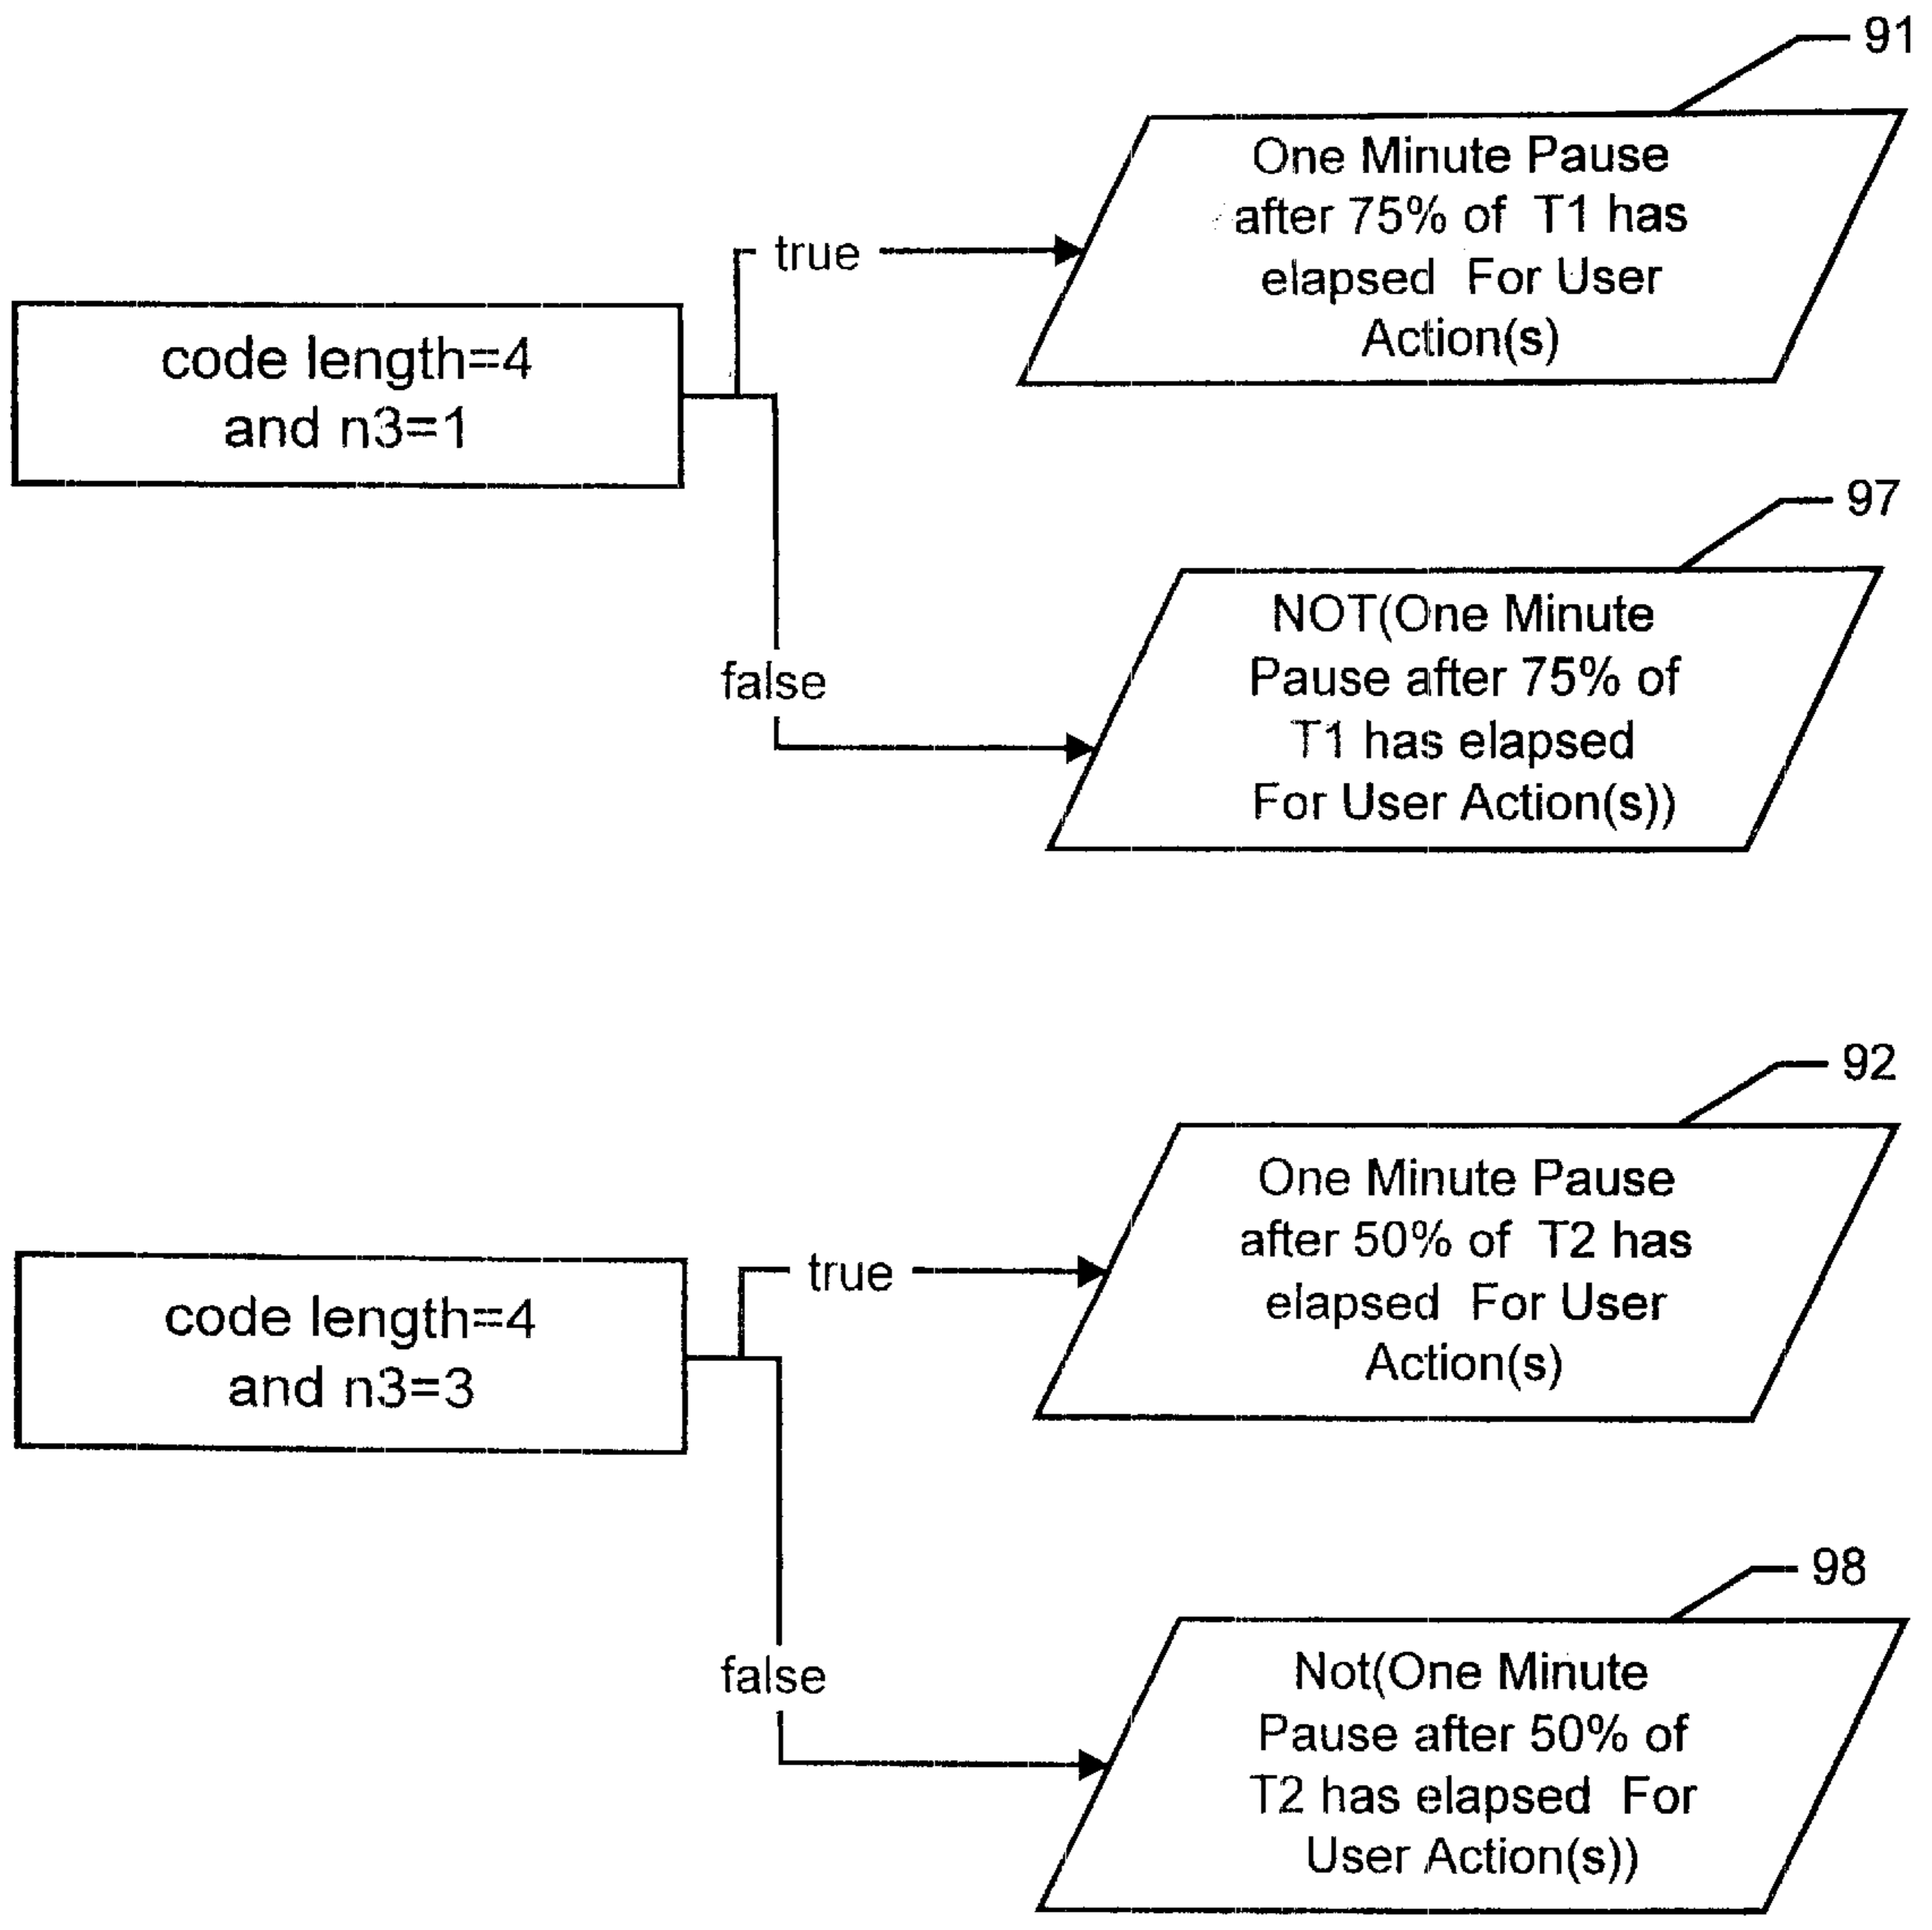 91
One Minute Pause
after 75% of T1 has
elapsed For User
Action(s)
true
code length=4
and n3=1
97
NOT(One Minute
Pause after 75% of
T1 has elapsed
For User Action(s))
false
92
One Minute Pause
after 50% of T2 has
elapsed For User
Action(s)
true
code length=4
and n3=3
98
Not(One Minute
Pause after 50% of
T2 has elapsed For
User Action(s))
false